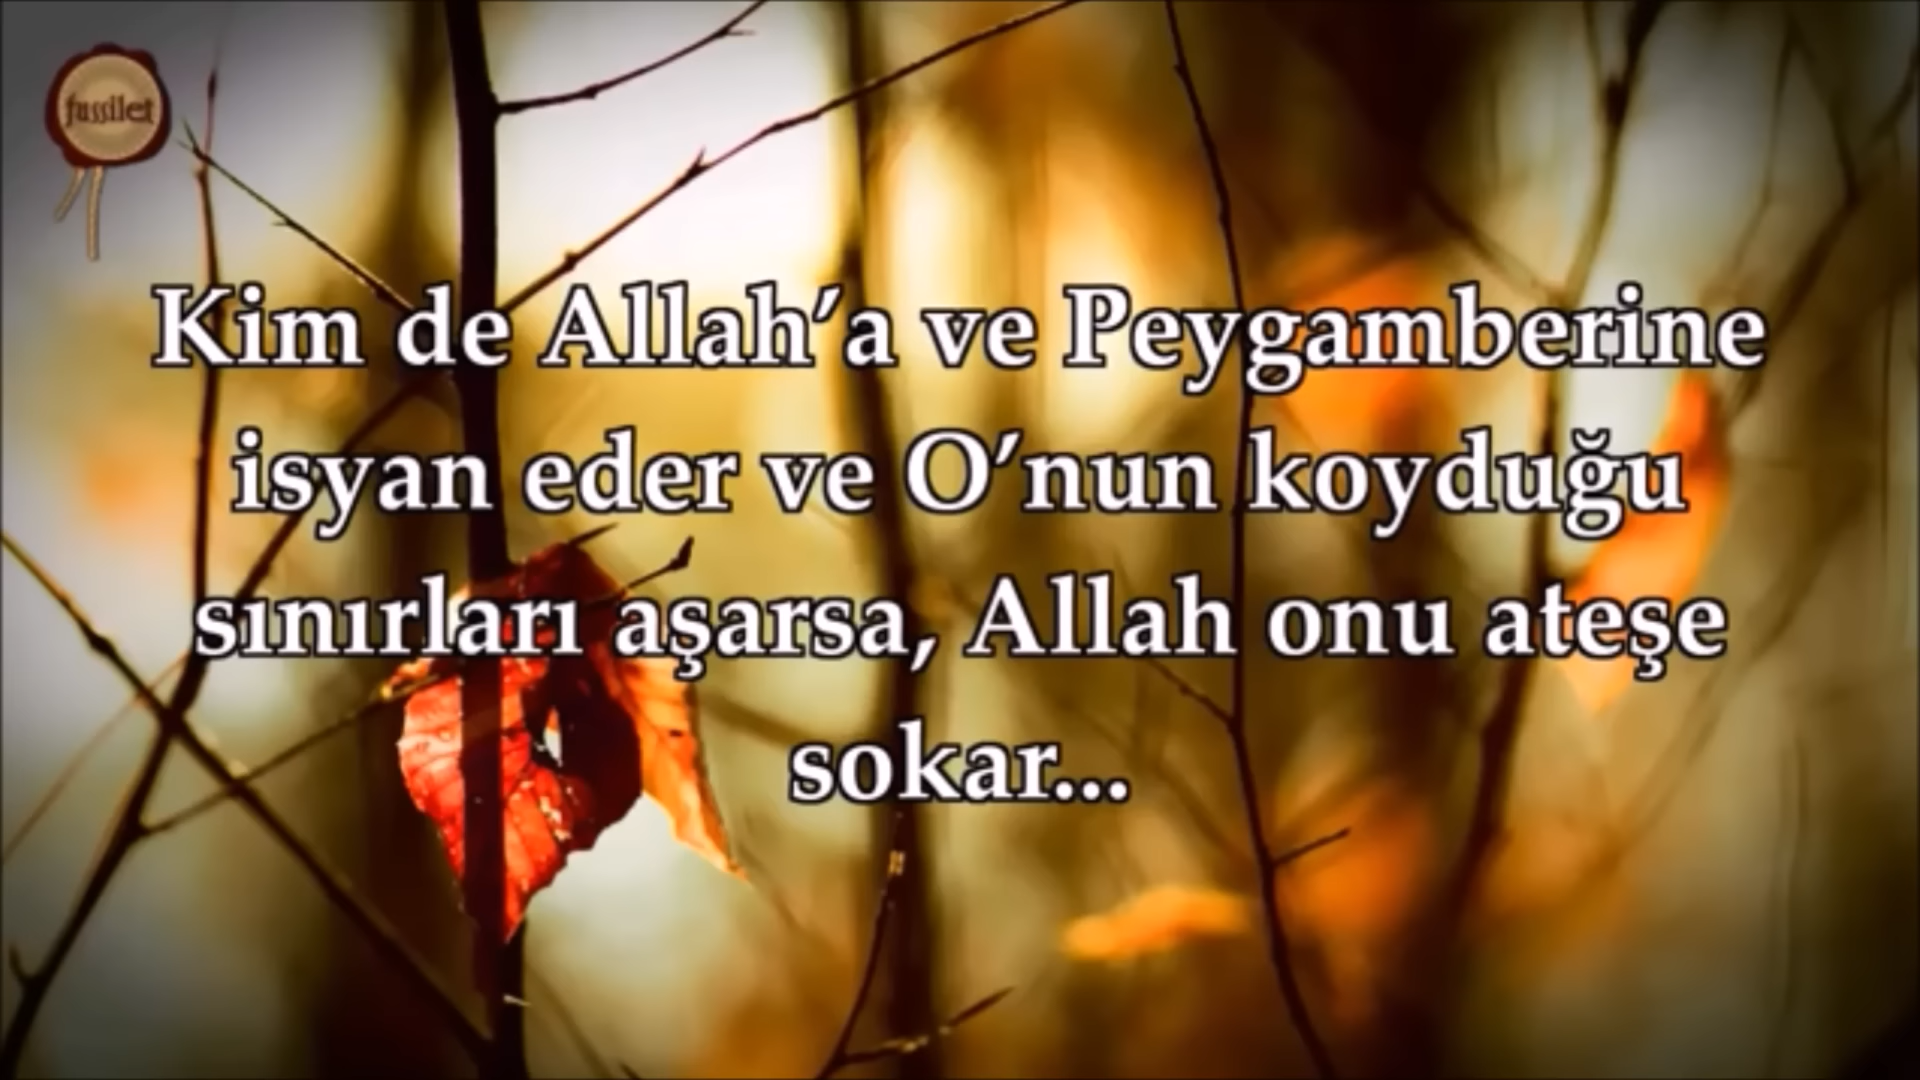 fussilet
Kim de Allah’a ve Peygamberine
isyan eder ve O’nun koyduğu
sınırları aşarsa, Allah onu ateşe
sokar...